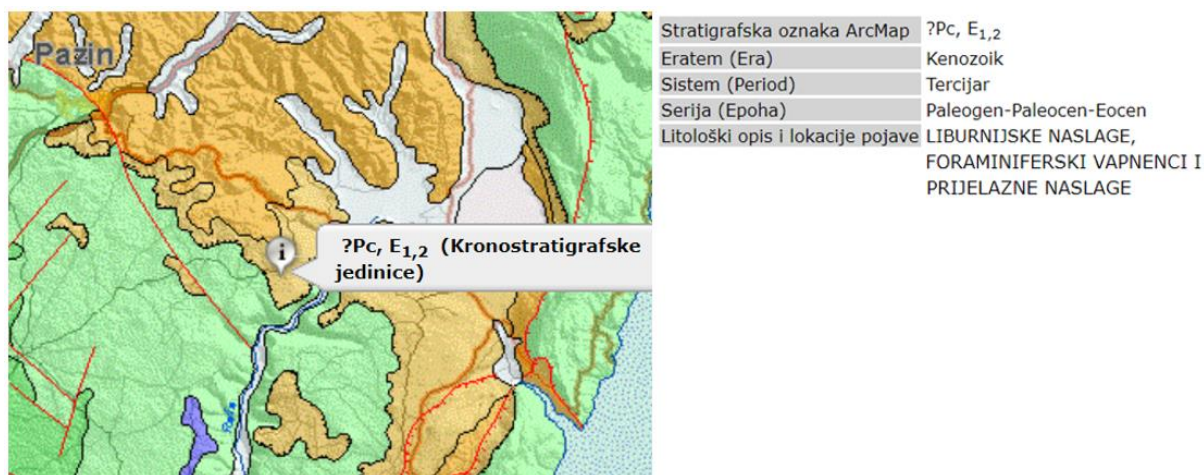 Pazin
i
?Pc, E1,2 (Kronostratigrafske
jedinice)
Raša
Stratigrafska oznaka ArcMap ?Pc, E1,2
Eratem (Era) Kenozoik
Sistem (Period) Tercijar
Serija (Epoha) Paleogen-Paleocen-Eocen
Litološki opis i lokacije pojave LIBURNIJSKE NASLAGE,
FORAMINIFERSKI VAPNENCI I
PRIJELAZNE NASLAGE